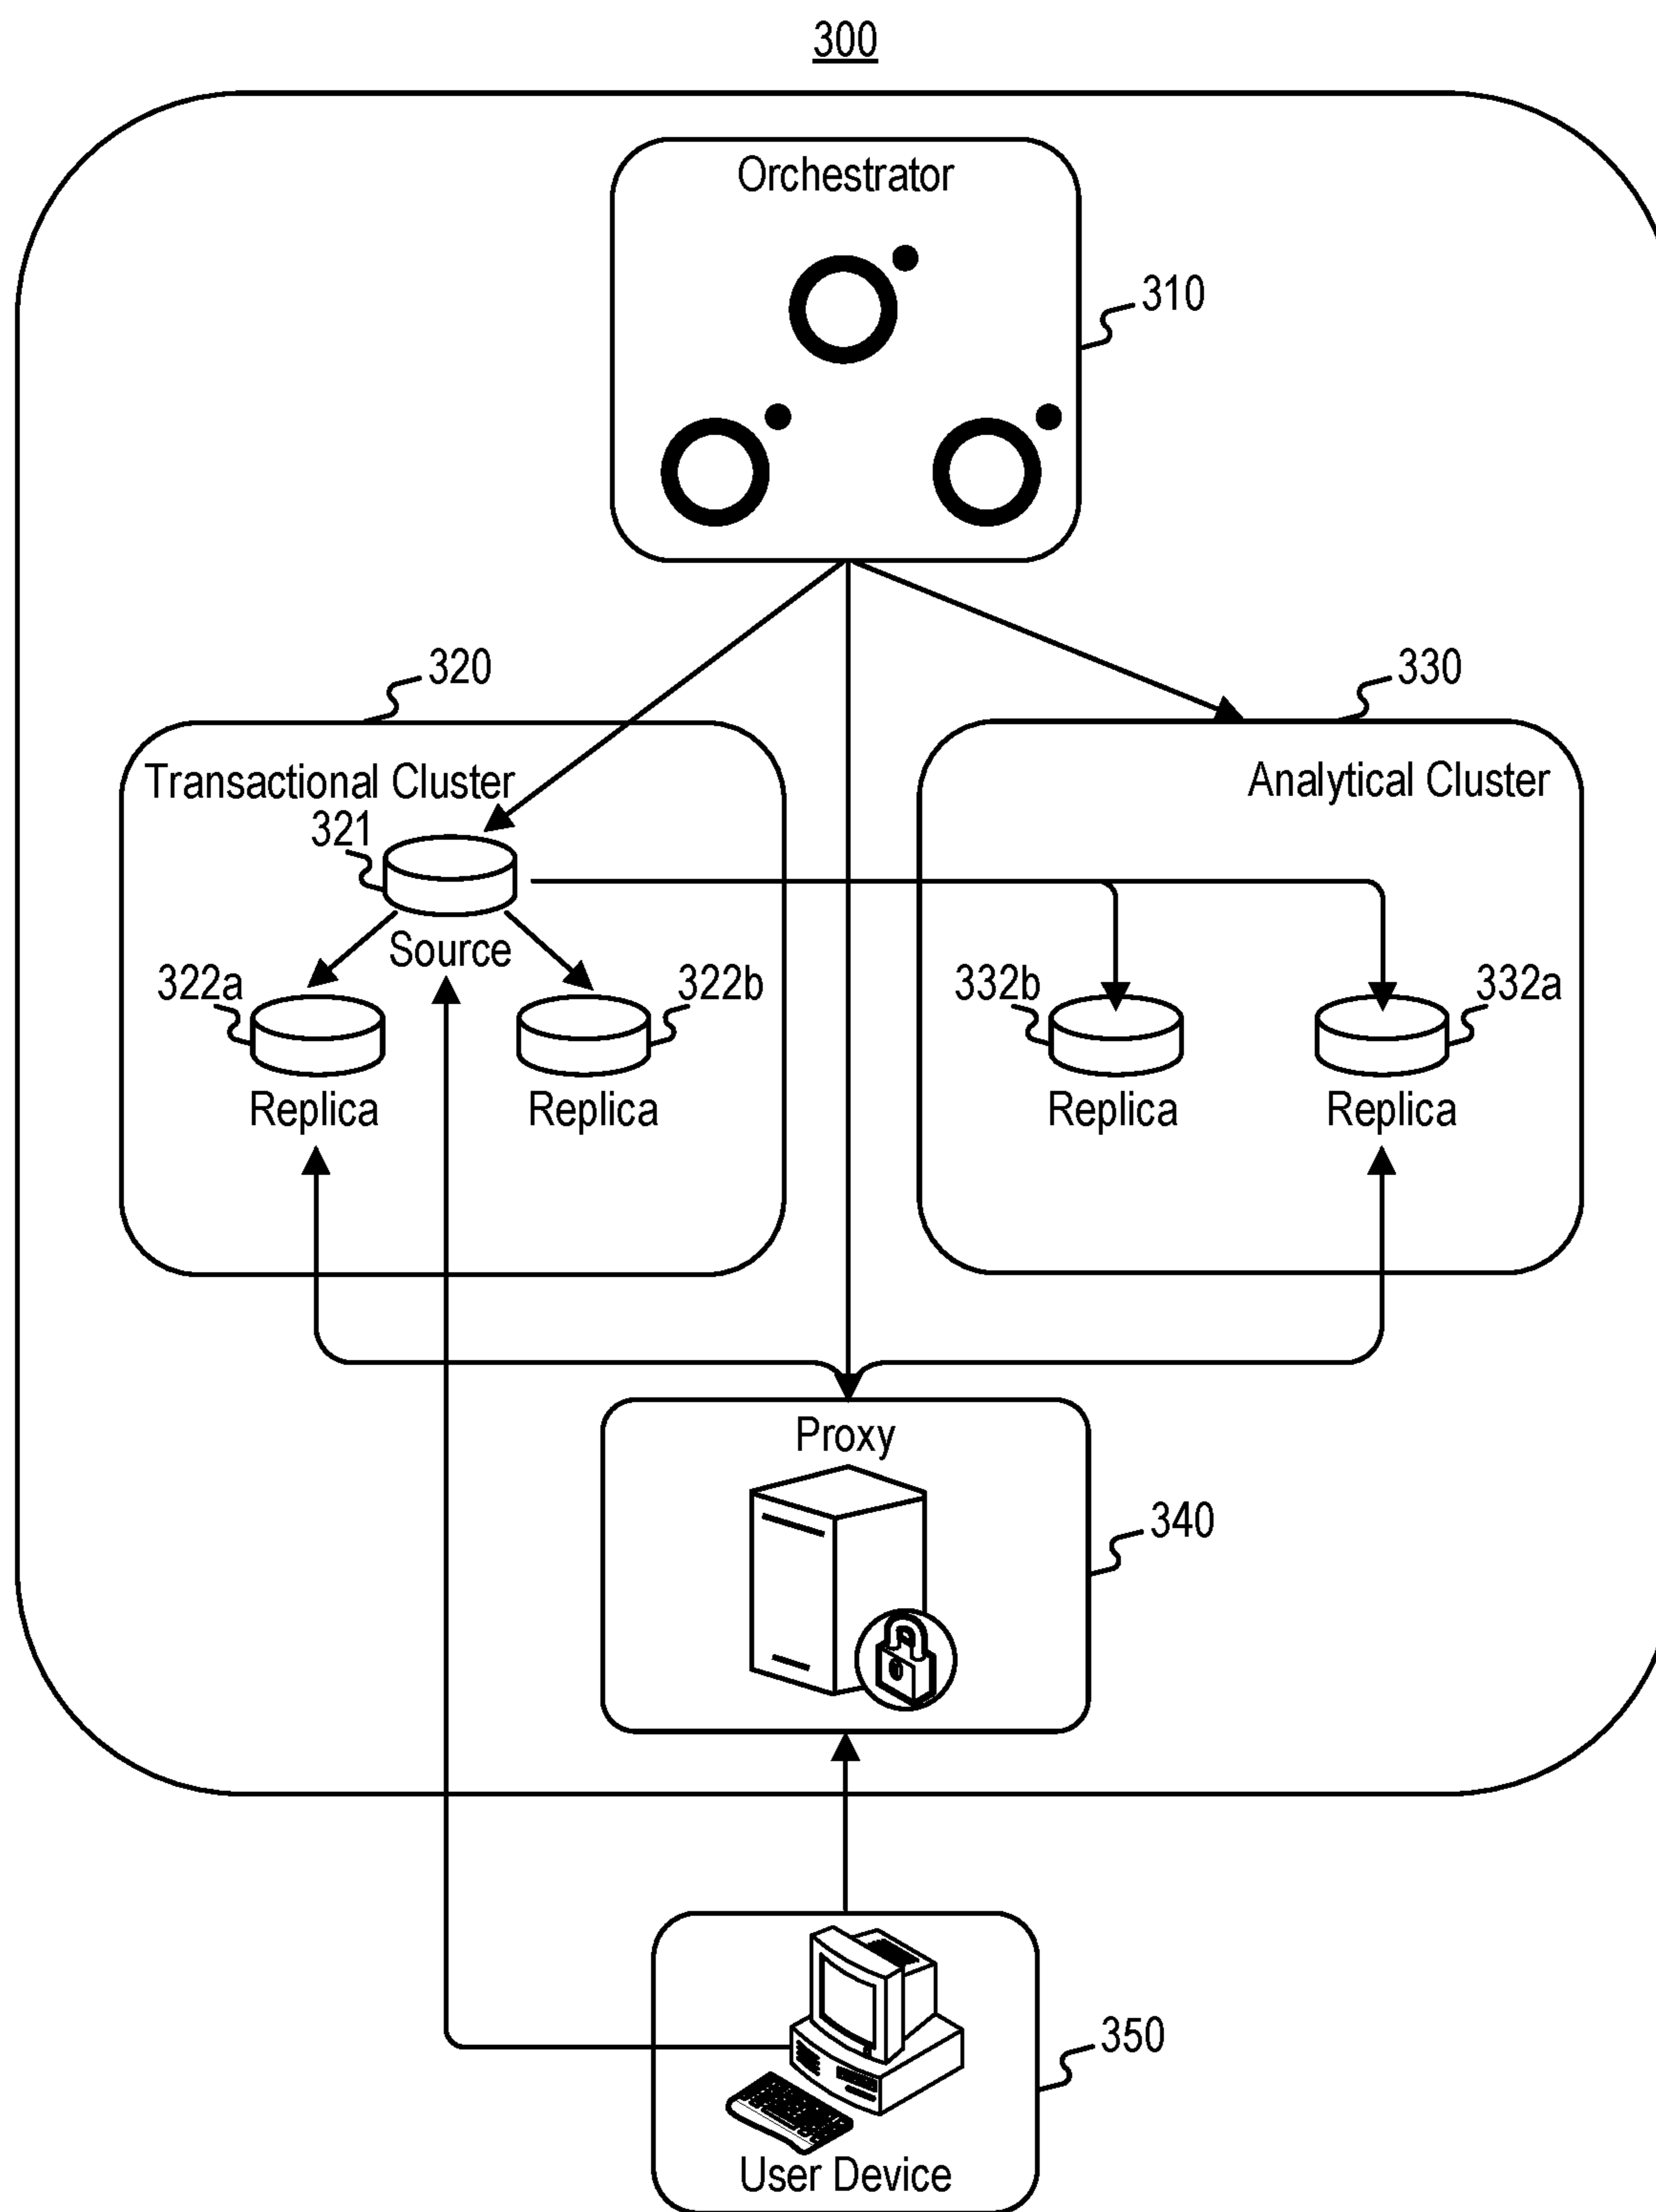 300
Orchestrator
310
320
330
Transactional Cluster
Analytical Cluster
321
Source
322a
322b
332b
332a
Replica
Replica
Replica
Replica
Proxy
340
350
User Device